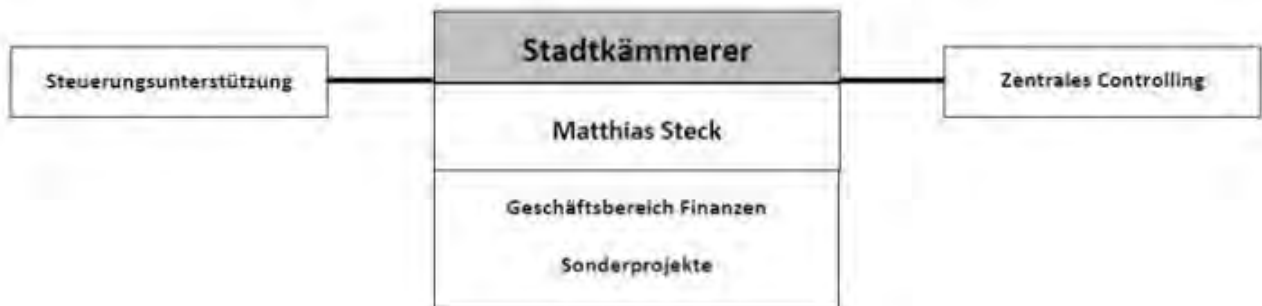 Stadtkämmerer
Steuerungsunterstützung
Zentrales Controlling
Matthias Steck
Geschäftsbereich Finanzen
Sonderprojekte